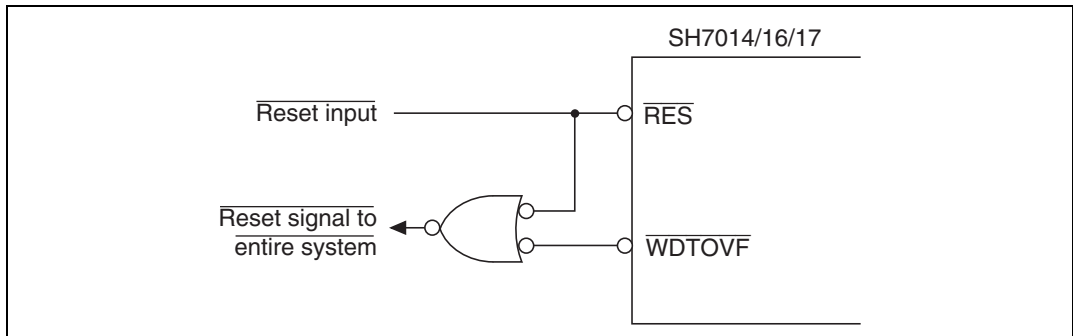 SH7014/16/17
Reset input
RES
Reset signal to
entire system
WDTOVF